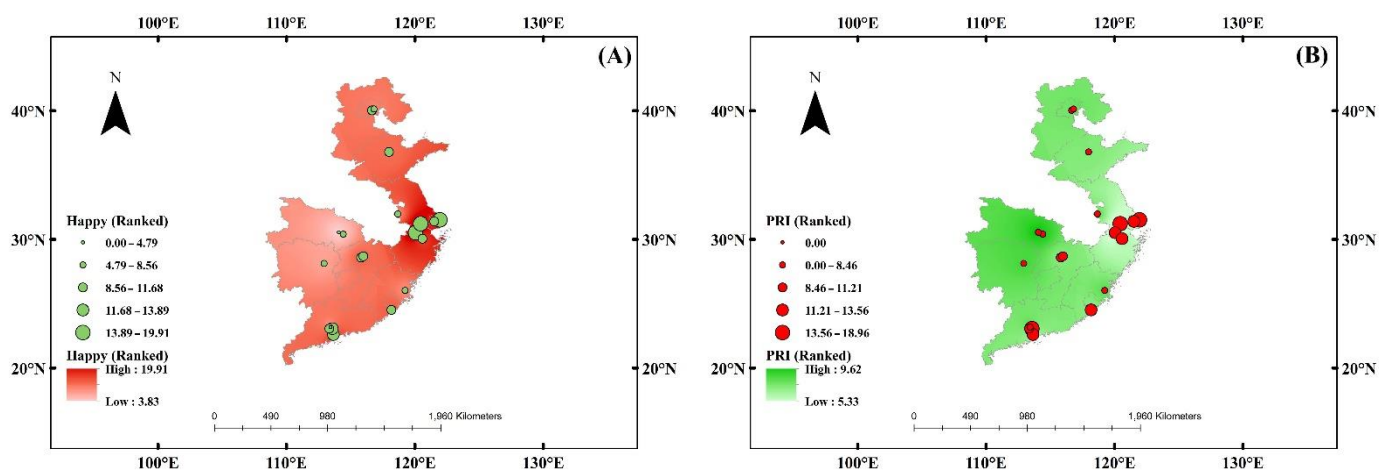 100°E 110°E 120°E 130°E
(A)
N
40°N 40°N
30°N 30°N
20°N 20°N
Happy (Ranked)
0.00 – 4.79
4.79 – 8.56
8.56 – 11.68
11.68 – 13.89
13.89 – 19.91
Happy (Ranked)
High : 19.91
Low : 3.83
0 490 980 1,960 Kilometers
100°E 110°E 120°E 130°E
100°E 110°E 120°E 130°E
(B)
N
40°N 40°N
30°N 30°N
20°N 20°N
PRI (Ranked)
0.00
0.00 – 8.46
8.46 – 11.21
11.21 – 13.56
13.56 – 18.96
PRI (Ranked)
High : 9.62
Low : 5.33
0 490 980 1,960 Kilometers
100°E 110°E 120°E 130°E